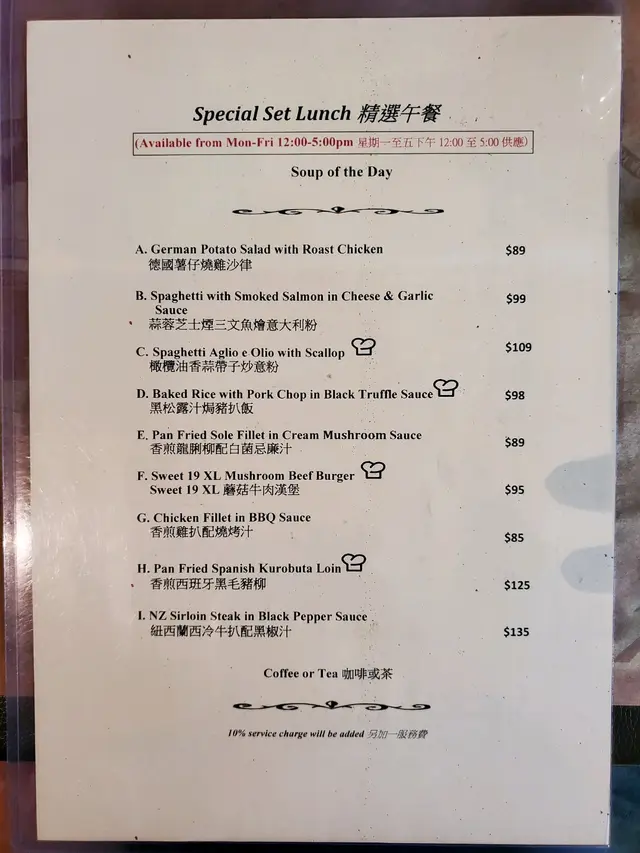 Special Set Lunch 精選午餐
(Available from Mon-Fri 12:00-5:00pm 星期一至五下午 12:00 至 5:00 供應)
Soup of the Day
A. German Potato Salad with Roast Chicken $89
德國薯仔燒雞沙律
B. Spaghetti with Smoked Salmon in Cheese & Garlic $99
Sauce
蒜蓉芝士煙三文魚燴意大利粉
C. Spaghetti Aglio e Olio with Scallop $109
橄欖油香蒜帶子炒意粉
D. Baked Rice with Pork Chop in Black Truffle Sauce $98
黑松露汁焗豬扒飯
E. Pan Fried Sole Fillet in Cream Mushroom Sauce $89
香煎龍脷柳配白菌忌廉汁
F. Sweet 19 XL Mushroom Beef Burger
Sweet 19 XL 蘑菇牛肉漢堡 $95
G. Chicken Fillet in BBQ Sauce
香煎雞扒配燒烤汁 $85
H. Pan Fried Spanish Kurobuta Loin
香煎西班牙黑毛豬柳 $125
I. NZ Sirloin Steak in Black Pepper Sauce
紐西蘭西冷牛扒配黑椒汁 $135
Coffee or Tea 咖啡或茶
10% service charge will be added 另加一服務費